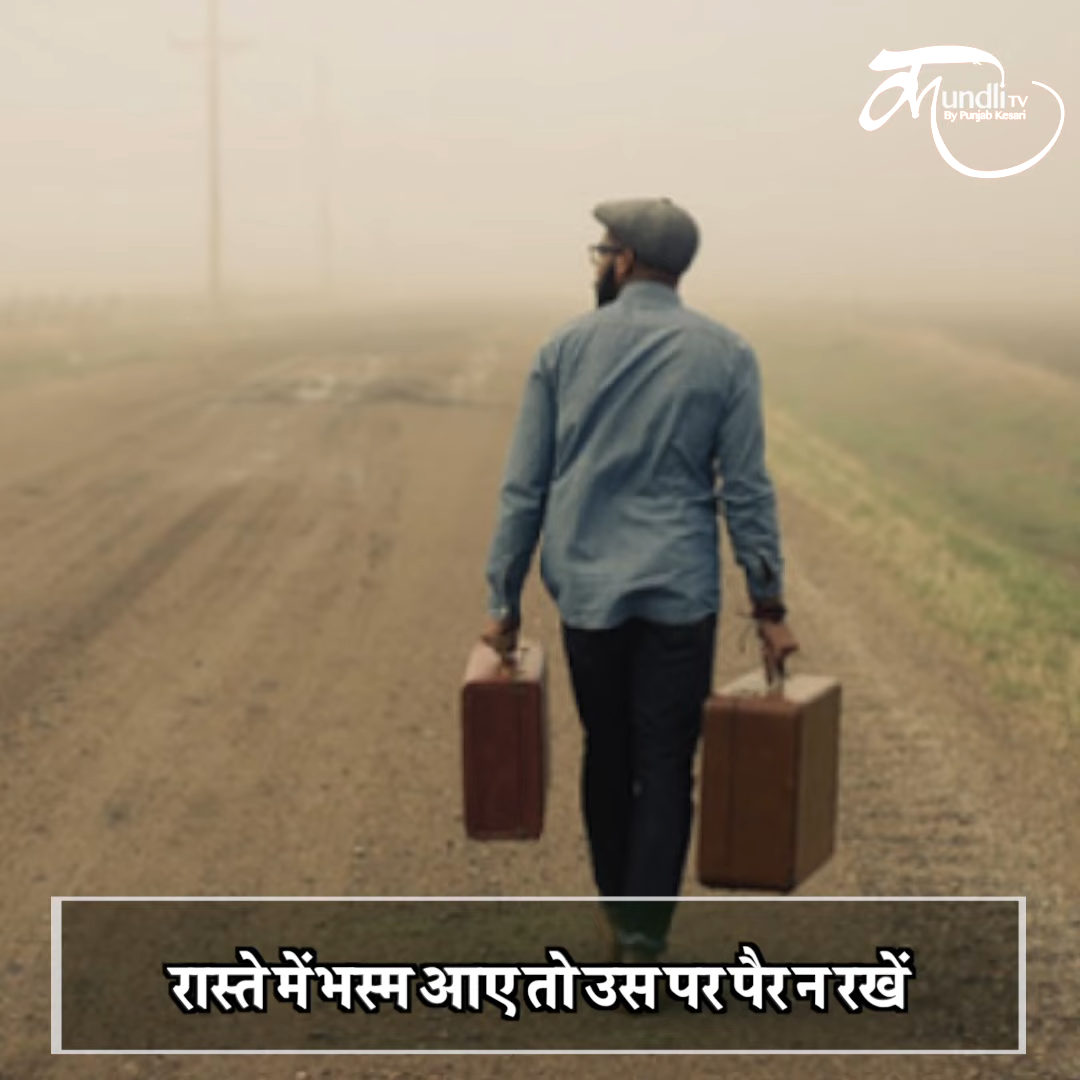 Kundli TV
By Punjab Kesari
रास्ते में भस्म आए तो उस पर पैर न रखें